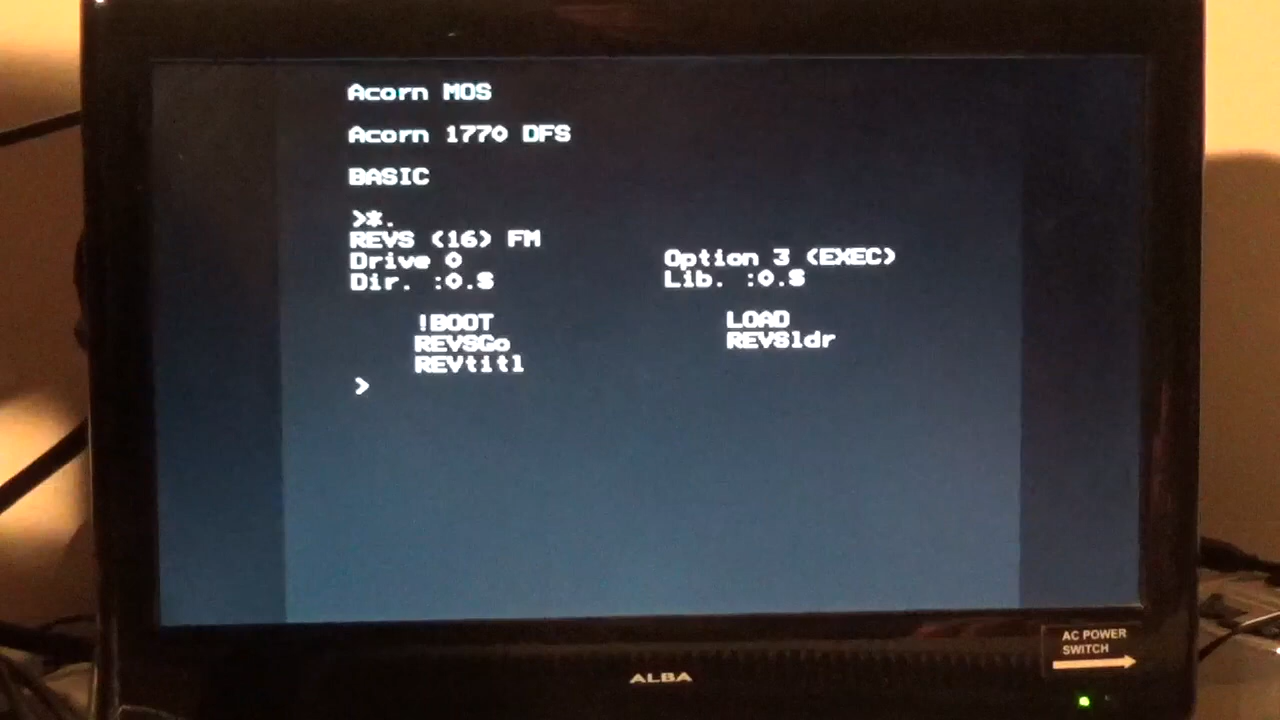 Acorn MOS
Acorn 1770 DFS
BASIC
>*.
REVS (16) FM
Drive 0 Option 3 (EXEC)
Dir. :0.$ Lib. :0.$
!BOOT LOAD
REVSGo REVSldr
REVtitl
>
AC POWER
SWITCH
ALBA